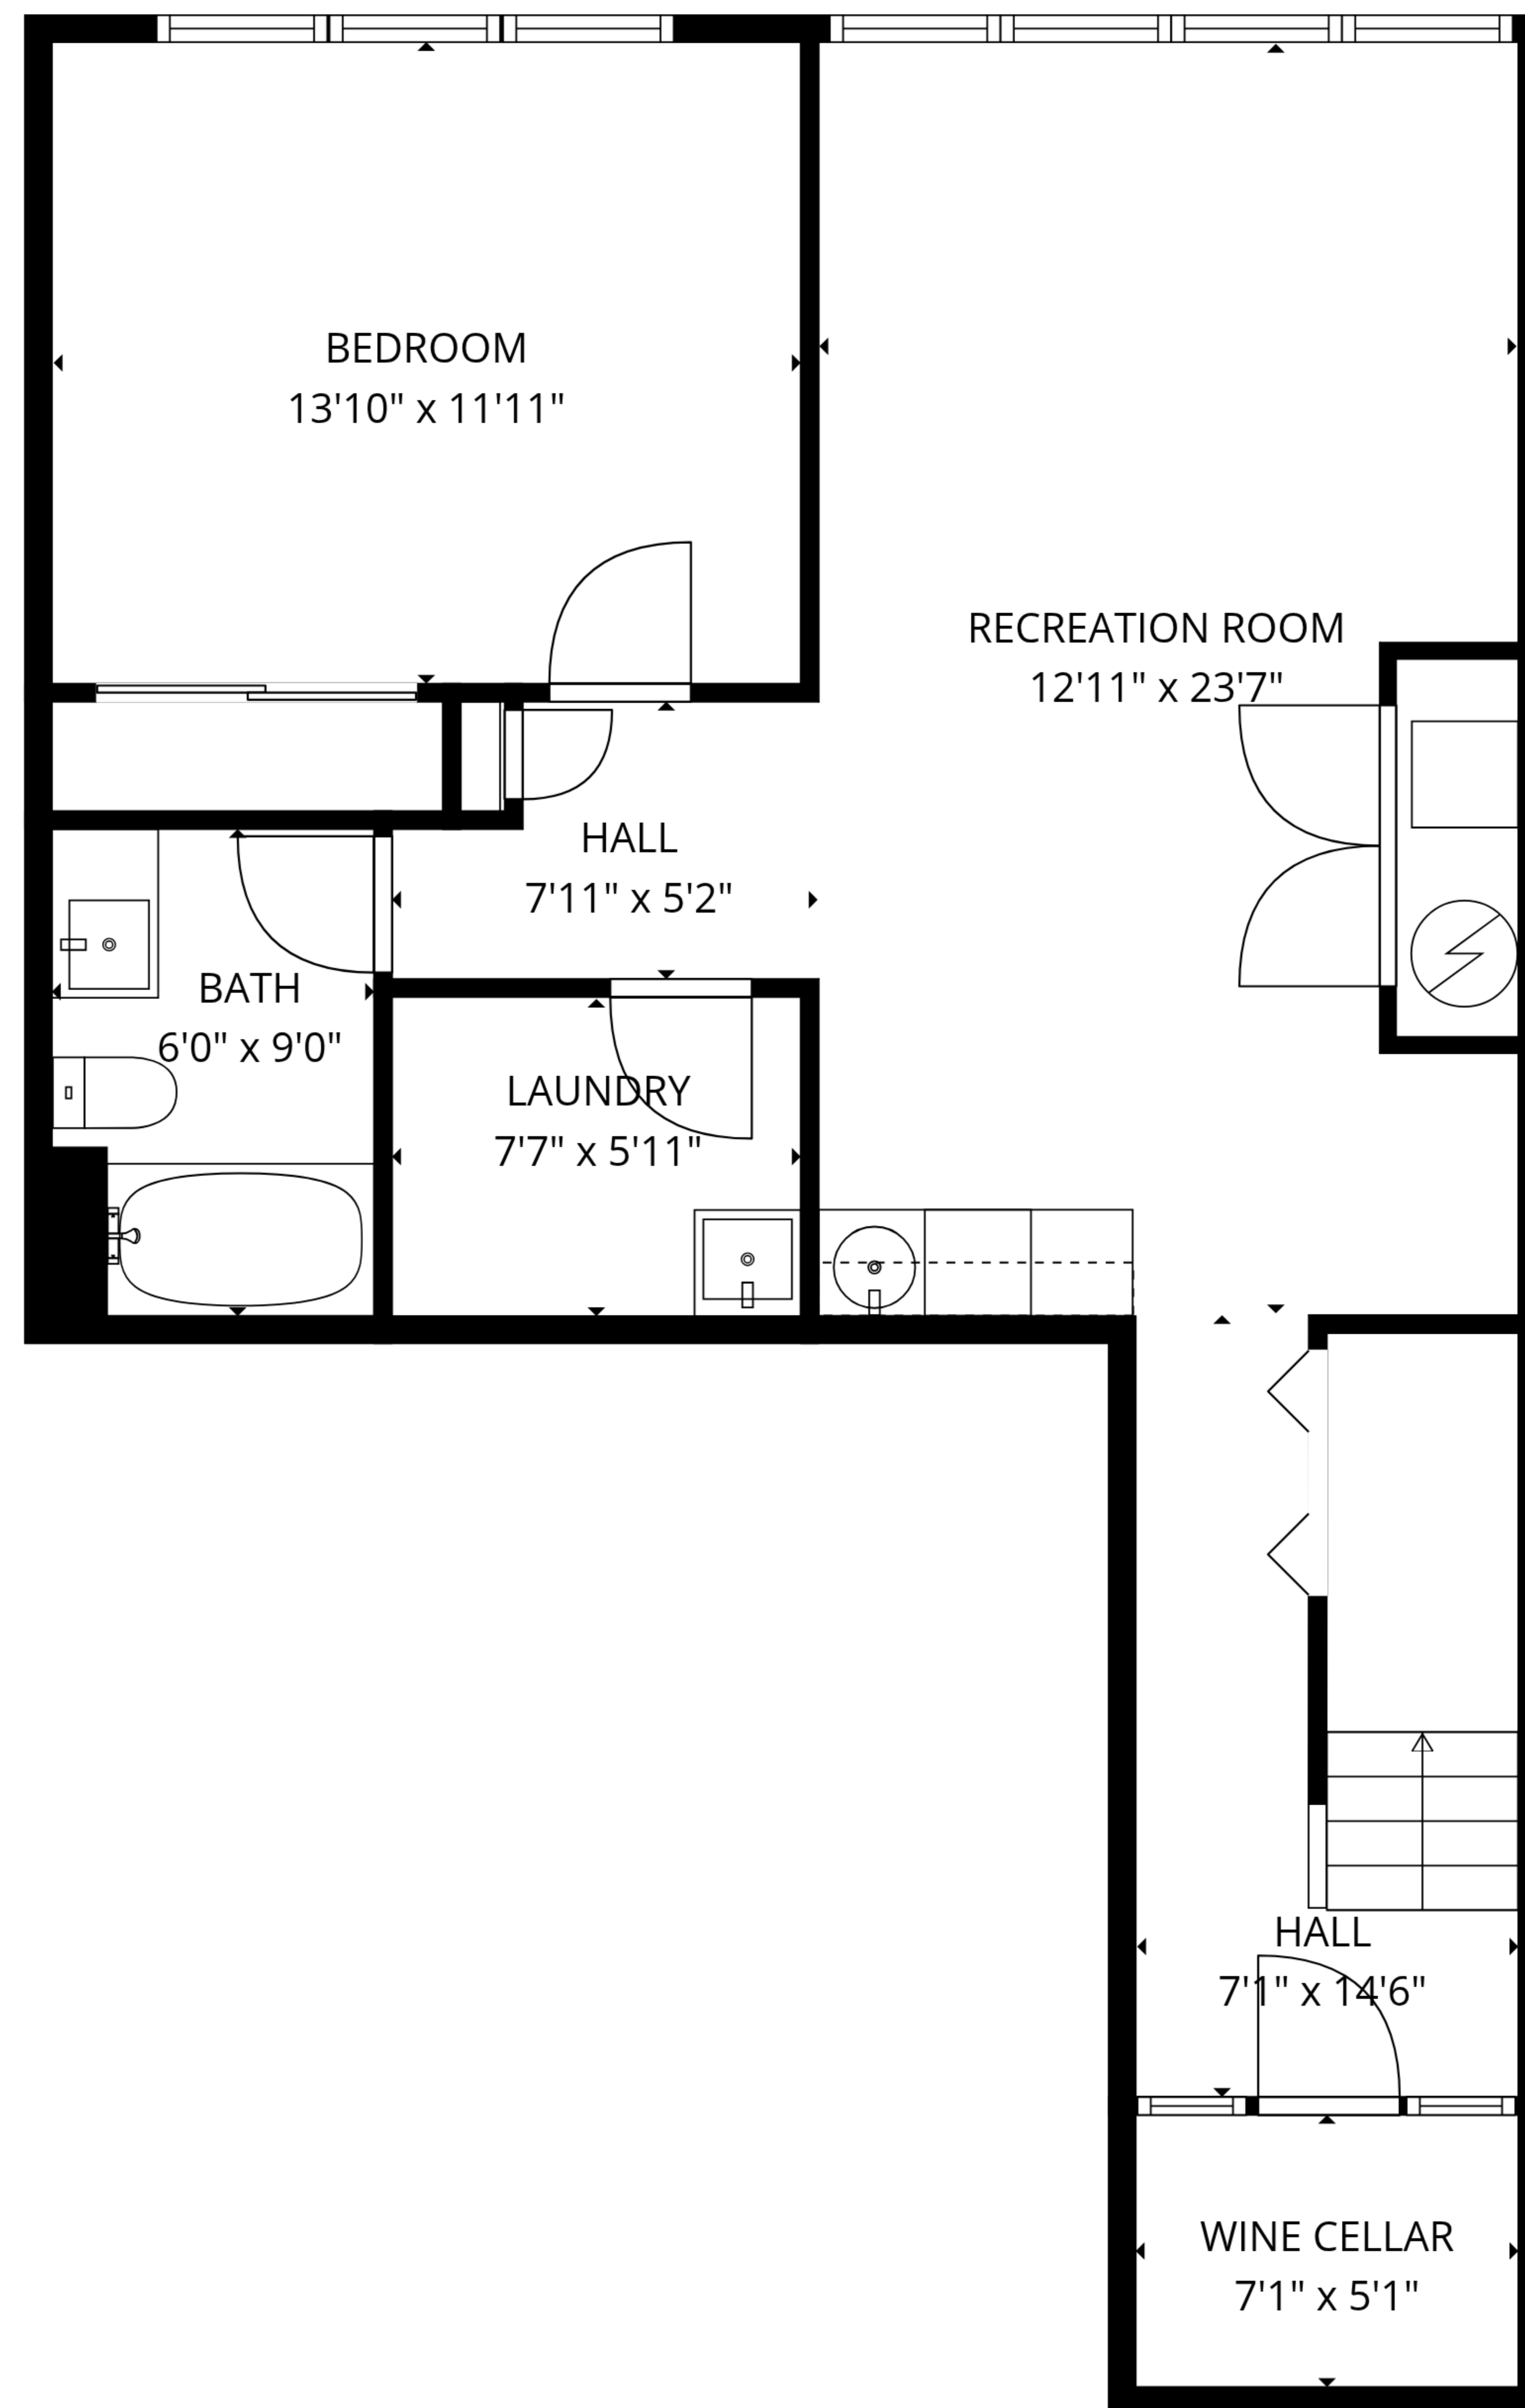 BEDROOM
13'10" x 11'11"
RECREATION ROOM
12'11" x 23'7"
HALL
7'11" x 5'2"
BATH
6'0" x 9'0"
LAUNDRY
7'7" x 5'11"
HALL
7'1" x 14'6"
WINE CELLAR
7'1" x 5'1"